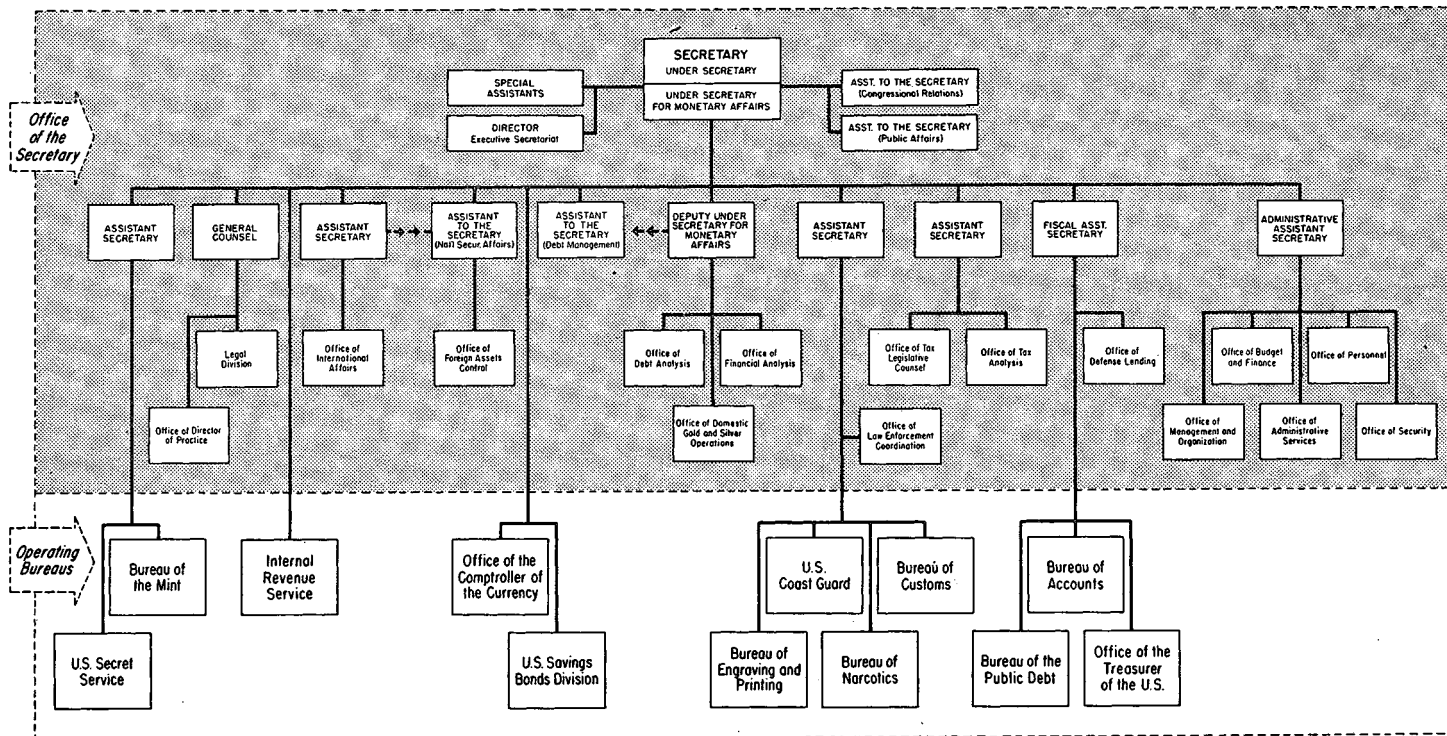 SECRETARY
UNDER SECRETARY
UNDER SECRETARY
FOR MONETARY AFFAIRS
SPECIAL
ASSISTANTS
DIRECTOR
Executive Secretariat
ASST. TO THE SECRETARY
(Congressional Relations)
ASST. TO THE SECRETARY
(Public Affairs)
Office
of the
Secretary
ASSISTANT
SECRETARY
GENERAL
COUNSEL
ASSISTANT
SECRETARY
ASSISTANT
TO THE
SECRETARY
(Nat'l Secur. Affairs)
ASSISTANT
TO THE
SECRETARY
(Debt Management)
DEPUTY UNDER
SECRETARY FOR
MONETARY
AFFAIRS
ASSISTANT
SECRETARY
ASSISTANT
SECRETARY
FISCAL ASST.
SECRETARY
ADMINISTRATIVE
ASSISTANT
SECRETARY
Legal
Division
Office of
International
Affairs
Office of
Foreign Assets
Control
Office of
Debt Analysis
Office of
Financial Analysis
Office of Tax
Legislative
Counsel
Office of Tax
Analysis
Office of
Defense Lending
Office of Budget
and Finance
Office of Personnel
Office of Director
of Practice
Office of Domestic
Gold and Silver
Operations
Office of
Law Enforcement
Coordination
Office of
Management and
Organization
Office of
Administrative
Services
Office of Security
Operating
Bureaus
Bureau of
the Mint
Internal
Revenue
Service
Office of the
Comptroller of
the Currency
U.S.
Coast Guard
Bureau of
Customs
Bureau of
Accounts
U.S. Secret
Service
U.S. Savings
Bonds Division
Bureau of
Engraving and
Printing
Bureau of
Narcotics
Bureau of the
Public Debt
Office of the
Treasurer
of the U.S.